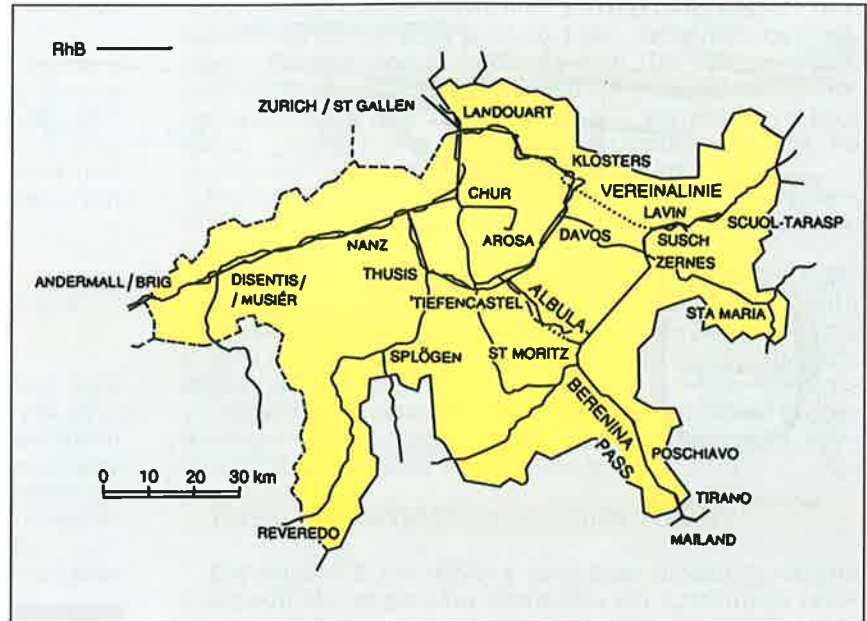 RhB
ZURICH / ST GALLEN
LANDOUART
KLOSTERS
VEREINALINIE
CHUR
LAVIN
SCUOL-TARASP
AROSA
DAVOS
SUSCH
NANZ
ZERNES
THUSIS
ANDERMALL / BRIG
DISENTIS/
/ MUSIÉR
TIEFENCASTEL
ALBULA
STA MARIA
SPLÖGEN
ST MORITZ
BERENINA
PASS
POSCHIAVO
0 10 20 30 km
TIRANO
REVEREDO
MAILAND